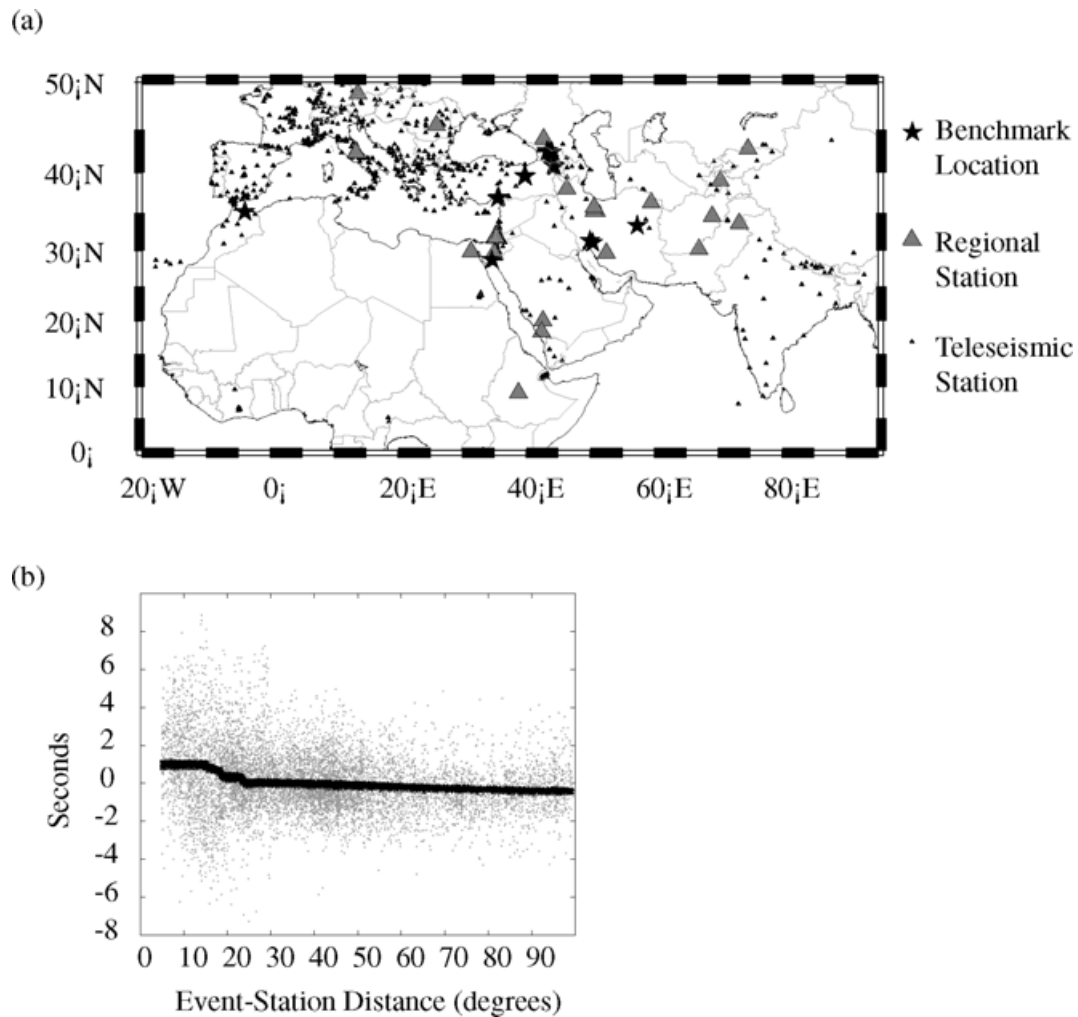 (a)
50¡N
40¡N
30¡N
20¡N
10¡N
0¡
20¡W 0¡ 20¡E 40¡E 60¡E 80¡E
Benchmark
Location
Regional
Station
Teleseismic
Station
(b)
8
6
4
2
0
-2
-4
-6
-8
Seconds
0 10 20 30 40 50 60 70 80 90
Event-Station Distance (degrees)